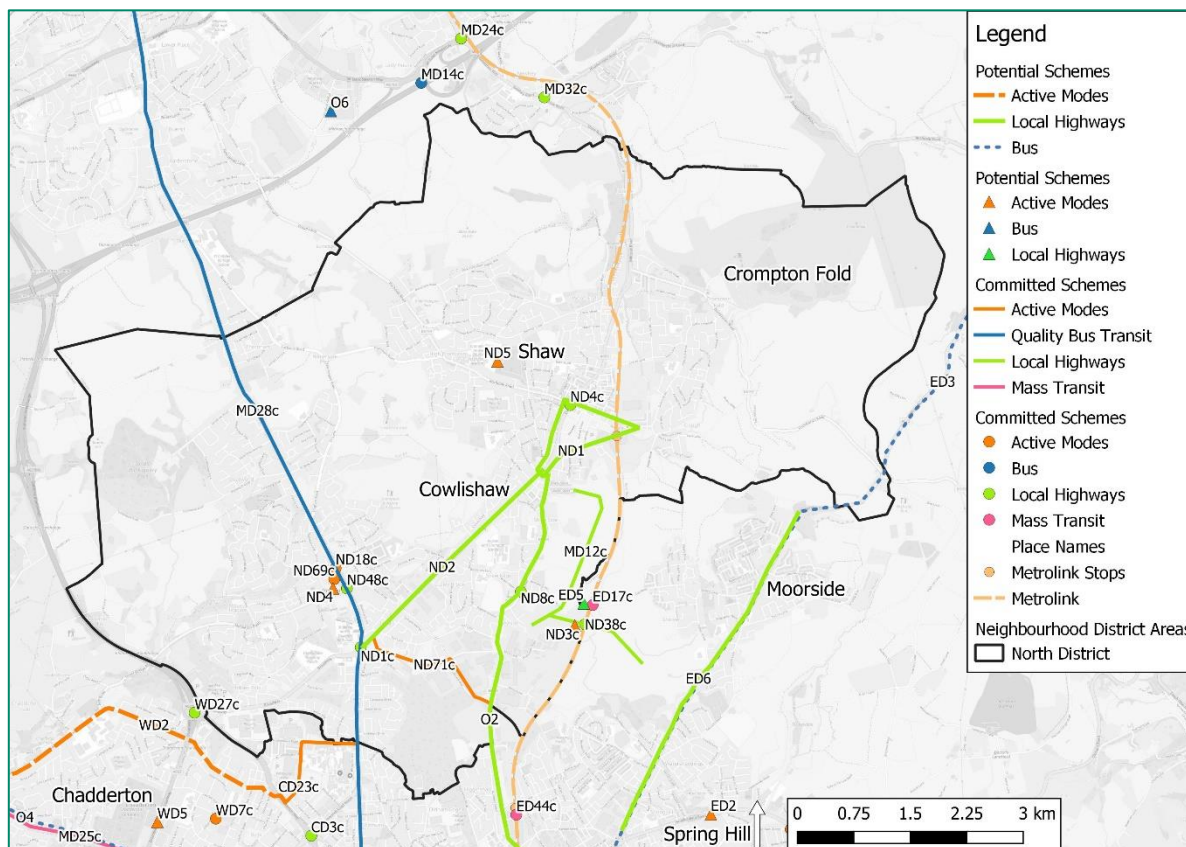 MD24c
MD14c
MD32c
O6
Crompton Fold
ND5
Shaw
ED3
MD28c
ND4c
ND1
Cowlishaw
MD12c
ND18c
ND69c
ND48c
ND4
ND2
Moorside
ND8c
ED5
ED17c
ND3c
ND38c
ND1c
ND71c
ED6
WD27c
O2
WD2
CD23c
Chadderton
O4
WD5
WD7c
ED44c
ED2
MD25c
CD3c
Spring Hill
Legend
Potential Schemes
Active Modes
Local Highways
Bus
Potential Schemes
Active Modes
Bus
Local Highways
Committed Schemes
Active Modes
Quality Bus Transit
Local Highways
Mass Transit
Committed Schemes
Active Modes
Bus
Local Highways
Mass Transit
Place Names
Metrolink Stops
Metrolink
Neighbourhood District Areas
North District
0 0.75 1.5 2.25 3 km